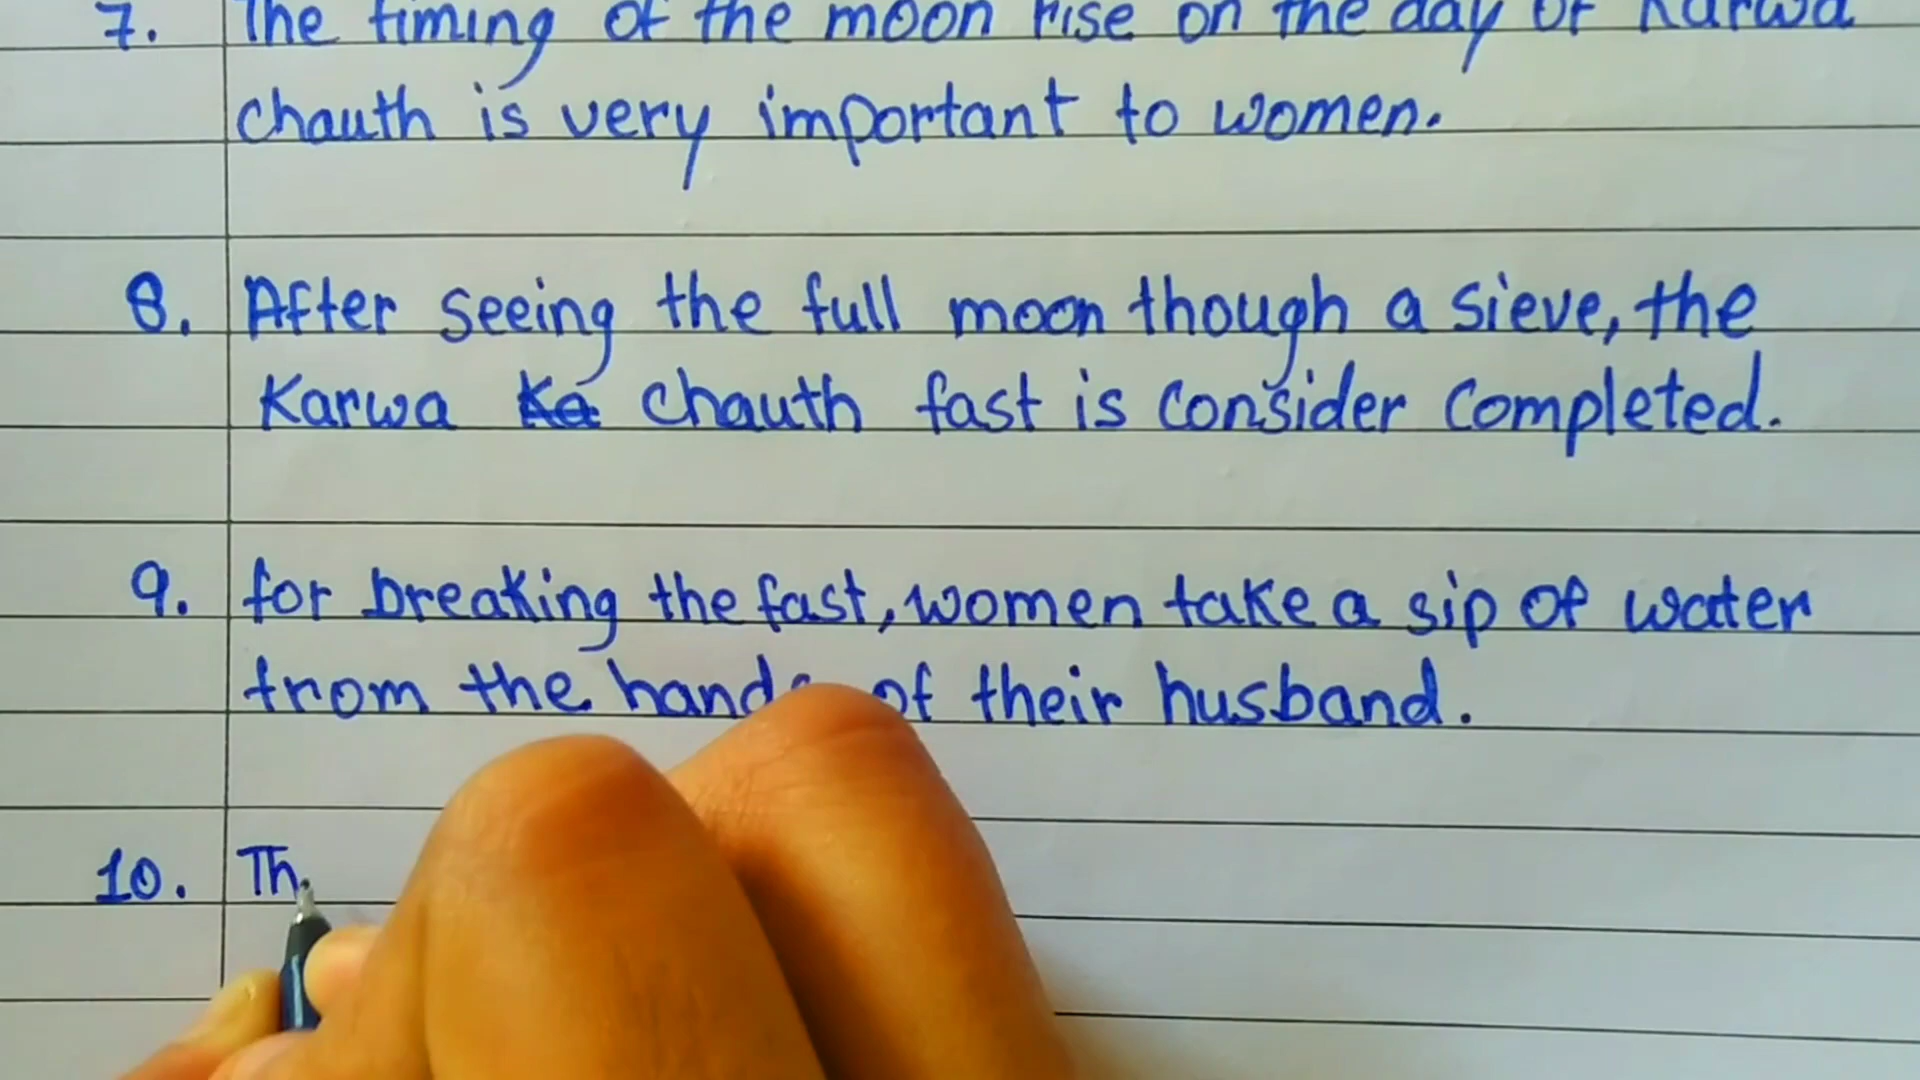 7. The timing of the moon rise on the day of Karwa
chauth is very important to women.
8. After seeing the full moon though a sieve, the
Karwa Ka chauth fast is consider completed.
9. for breaking the fast, women take a sip of water
from the hands of their husband.
10. Th